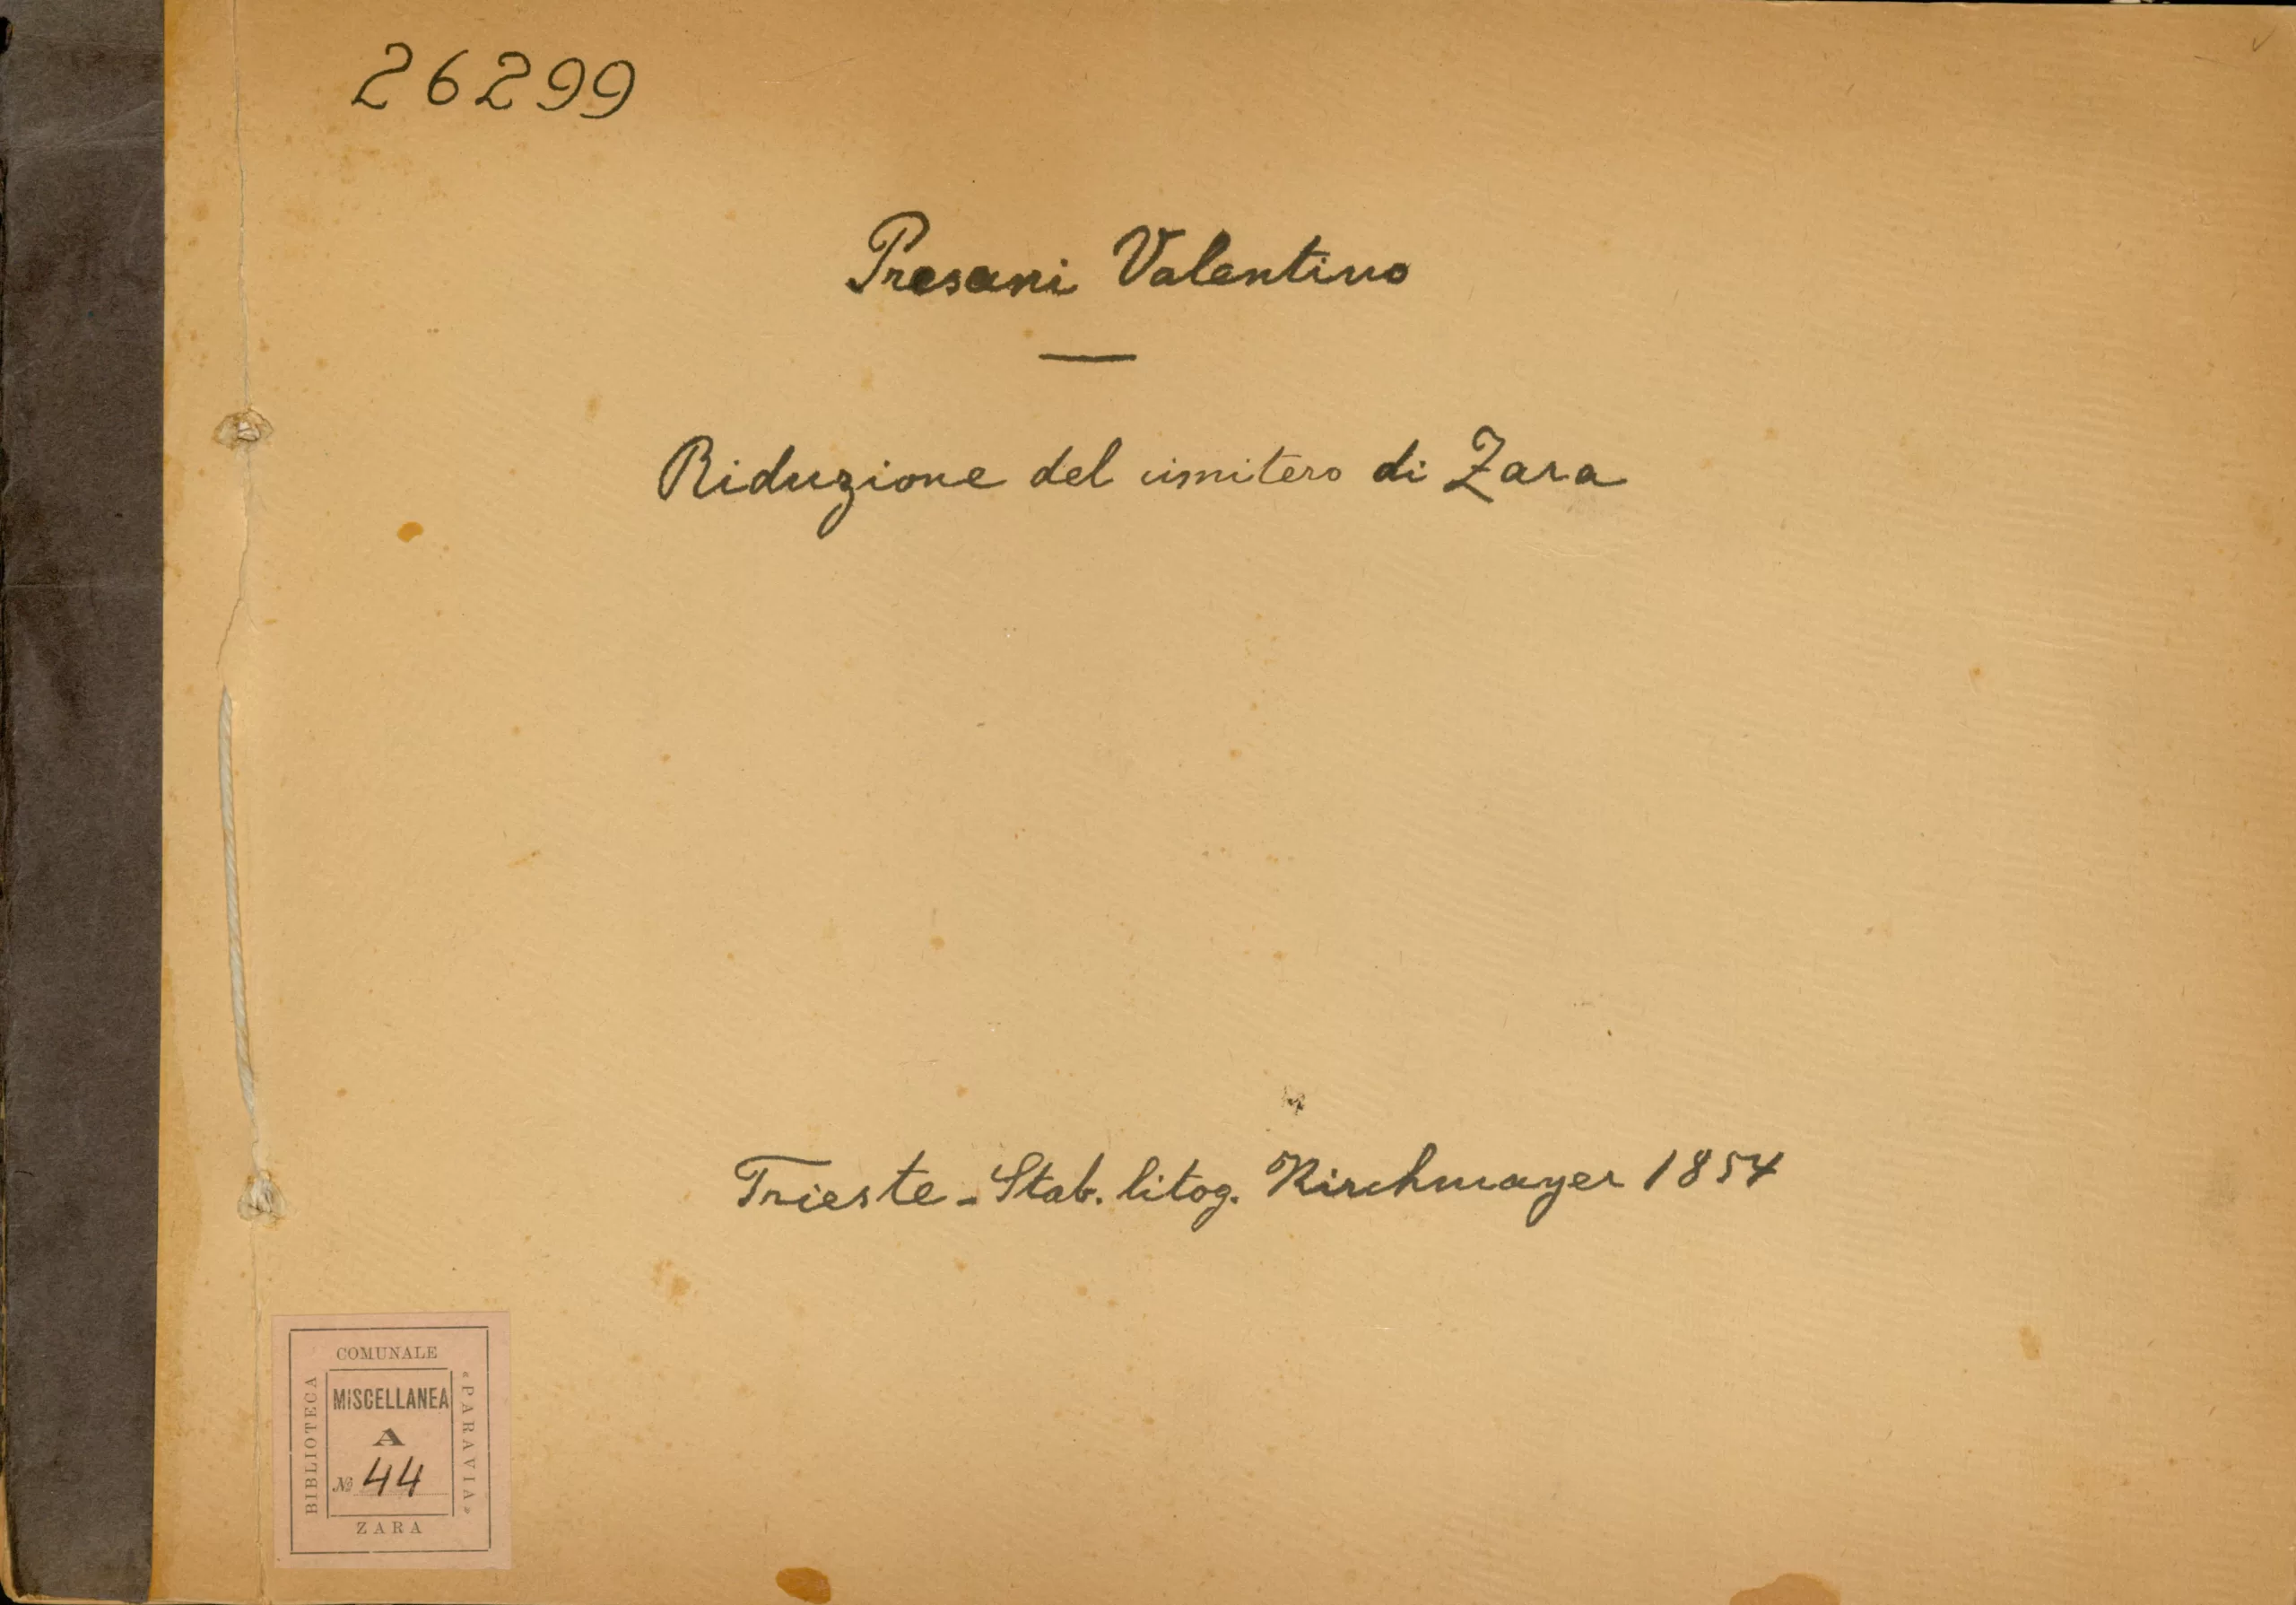 26299
Presani Valentino
Riduzione del cimitero di Zara
Trieste - Stab. litog. Kirchmayer 1854
COMUNALE
BIBLIOTECA
MISCELLANEA
A
№ 44
«PARAVIA»
ZARA